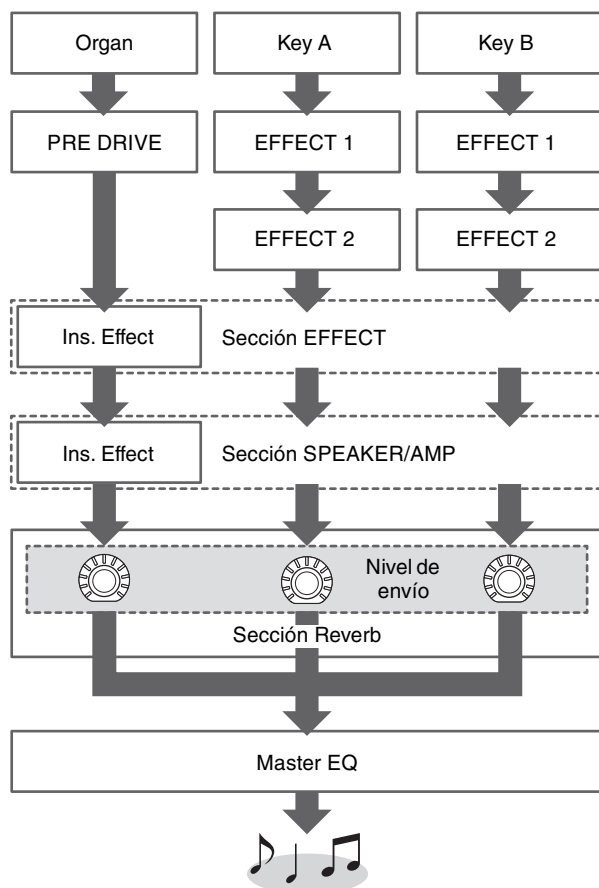 Organ Key A Key B
PRE DRIVE EFFECT 1 EFFECT 1
EFFECT 2 EFFECT 2
Ins. Effect Sección EFFECT
Ins. Effect Sección SPEAKER/AMP
Nivel de
envío
Sección Reverb
Master EQ